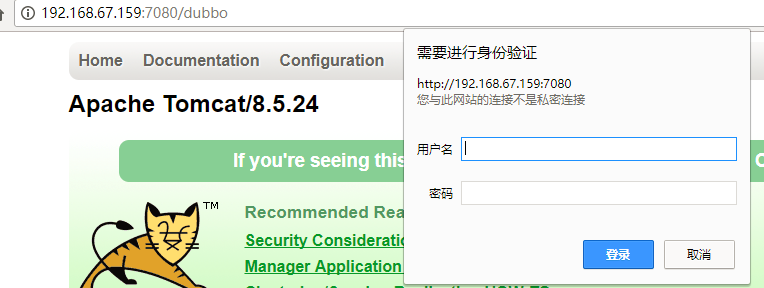 192.168.67.159:7080/dubbo
Home Documentation Configuration
Apache Tomcat/8.5.24
If you're seeing this
TM
Recommended Rea
Security Consideratio
Manager Application
需要进行身份验证
http://192.168.67.159:7080
您与此网站的连接不是私密连接
用户名
密码
登录 取消